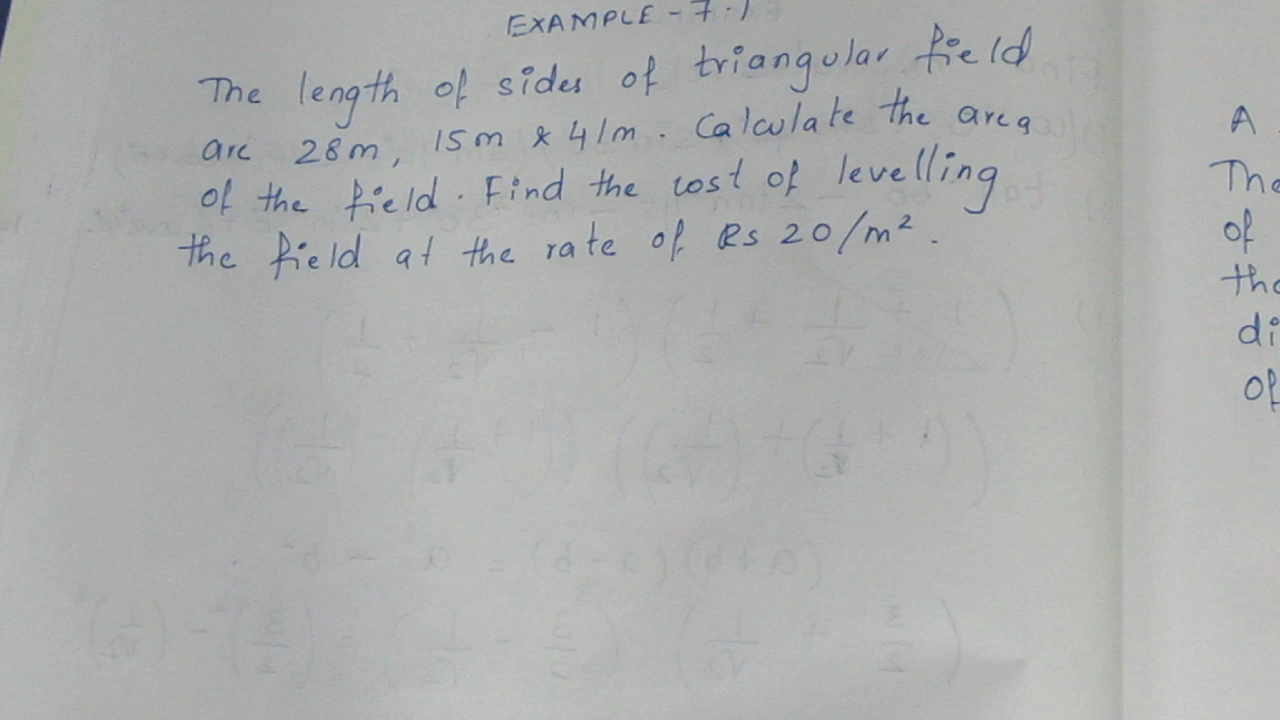 EXAMPLE - 7.1
The length of sides of triangular field
are 28m, 15m & 41m. Calculate the area
of the field. Find the cost of levelling
the field at the rate of Rs 20/m².
A
The
of
the
di
of